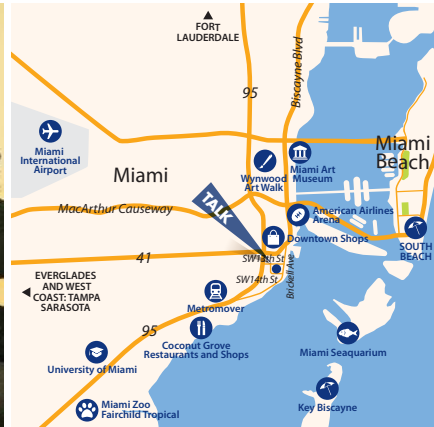 FORT
LAUDERDALE
95
Biscayne Blvd
Miami
International
Airport
Miami
Wynwood
Art Walk
Miami Art
Museum
Miami
Beach
TALK
MacArthur Causeway
American Airlines
Arena
Downtown Shops
SOUTH
BEACH
41
SW13th St
SW14th St
Brickell Ave
EVERGLADES
AND WEST
COAST: TAMPA
SARASOTA
Metromover
95
Coconut Grove
Restaurants and Shops
Miami Seaquarium
University of Miami
Key Biscayne
Miami Zoo
Fairchild Tropical